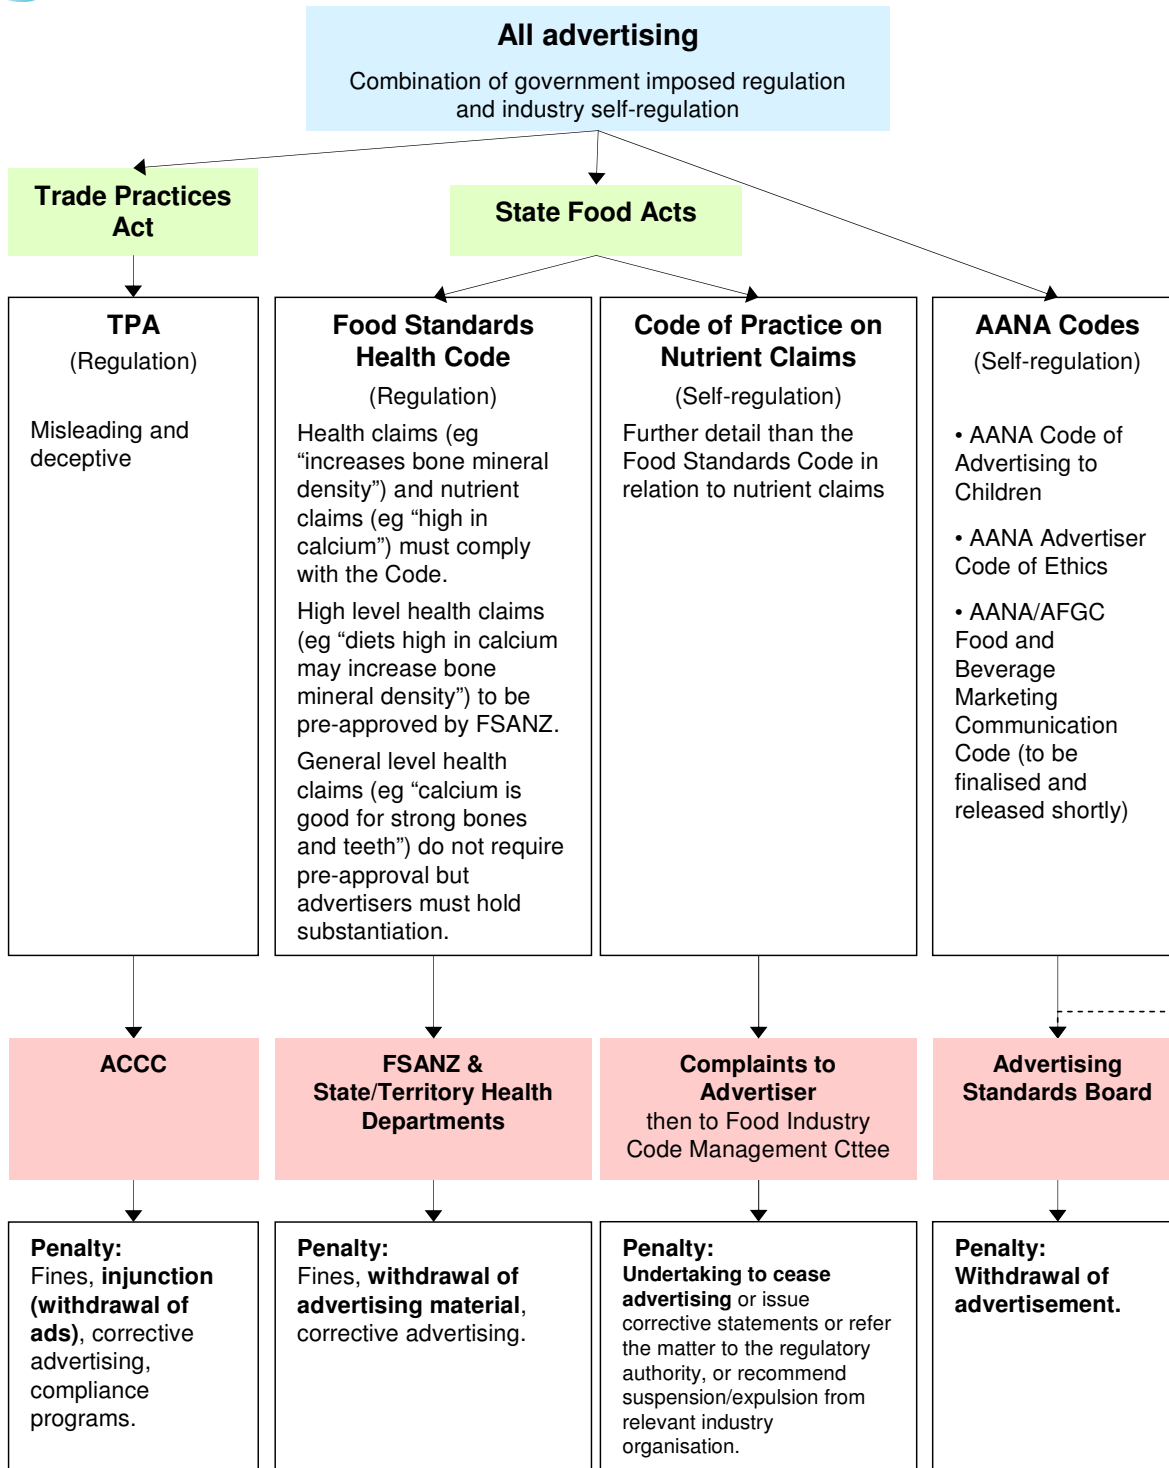 All advertising
Combination of government imposed regulation
and industry self-regulation
Trade Practices
Act
State Food Acts
TPA
(Regulation)
Misleading and
deceptive
Food Standards
Health Code
(Regulation)
Health claims (eg
“increases bone mineral
density”) and nutrient
claims (eg “high in
calcium”) must comply
with the Code.
High level health claims
(eg “diets high in calcium
may increase bone
mineral density”) to be
pre-approved by FSANZ.
General level health
claims (eg “calcium is
good for strong bones
and teeth”) do not require
pre-approval but
advertisers must hold
substantiation.
Code of Practice on
Nutrient Claims
(Self-regulation)
Further detail than the
Food Standards Code in
relation to nutrient claims
AANA Codes
(Self-regulation)
• AANA Code of
Advertising to
Children
• AANA Advertiser
Code of Ethics
• AANA/AFGC
Food and
Beverage
Marketing
Communication
Code (to be
finalised and
released shortly)
ACCC
FSANZ &
State/Territory Health
Departments
Complaints to
Advertiser
then to Food Industry
Code Management Cttee
Advertising
Standards Board
Penalty:
Fines, injunction
(withdrawal of
ads), corrective
advertising,
compliance
programs.
Penalty:
Fines, withdrawal of
advertising material,
corrective advertising.
Penalty:
Undertaking to cease
advertising or issue
corrective statements or refer
the matter to the regulatory
authority, or recommend
suspension/expulsion from
relevant industry
organisation.
Penalty:
Withdrawal of
advertisement.